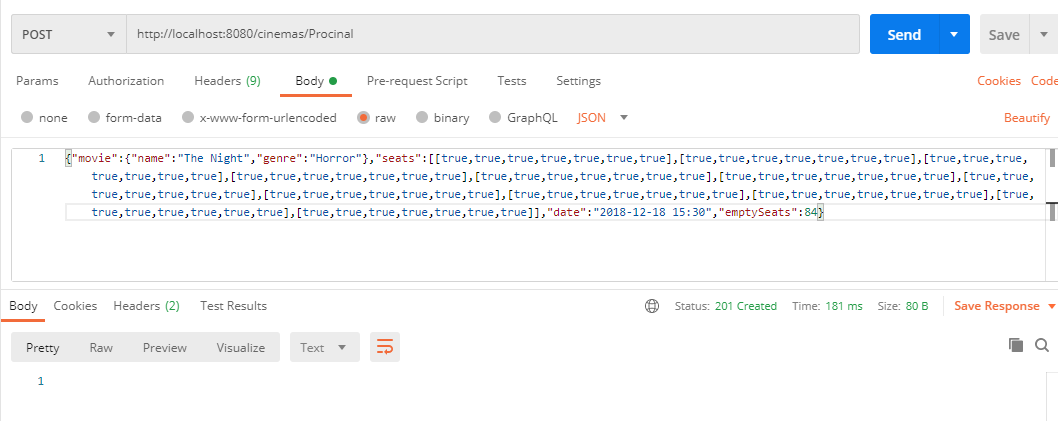 POST http://localhost:8080/cinemas/Procinal Send Save
Params Authorization Headers (9) Body Pre-request Script Tests Settings Cookies Code
none form-data x-www-form-urlencoded raw binary GraphQL JSON Beautify
1 {"movie":{"name":"The Night","genre":"Horror"},"seats":[[true,true,true,true,true,true,true],[true,true,true,true,true,true,true],[true,true,true,
true,true,true,true],[true,true,true,true,true,true,true],[true,true,true,true,true,true,true],[true,true,true,true,true,true,true],[true,true,
true,true,true,true,true],[true,true,true,true,true,true,true],[true,true,true,true,true,true,true],[true,true,true,true,true,true,true],[true,
true,true,true,true,true,true],[true,true,true,true,true,true,true]],"date":"2018-12-18 15:30","emptySeats":84}
Body Cookies Headers (2) Test Results Status: 201 Created Time: 181 ms Size: 80 B Save Response
Pretty Raw Preview Visualize Text
1